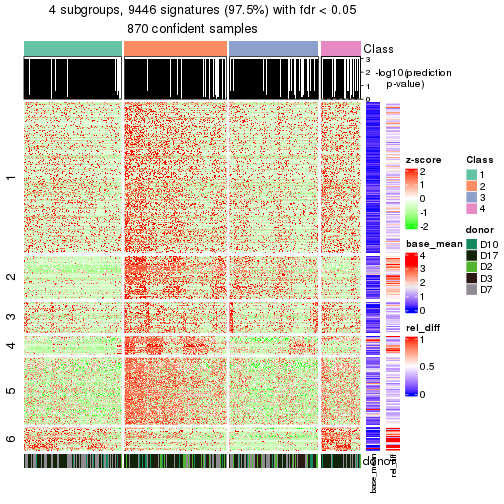 4 subgroups, 9446 signatures (97.5%) with fdr < 0.05
870 confident samples
Class
3
2
1
0
-log10(prediction
p-value)
1
2
3
4
5
6
z-score
2
1
0
-1
-2
base_mean
4
3
2
1
0
rel_diff
1
0.5
0
Class
1
2
3
4
donor
D10
D17
D2
D3
D7
donor
base_mean
rel_diff